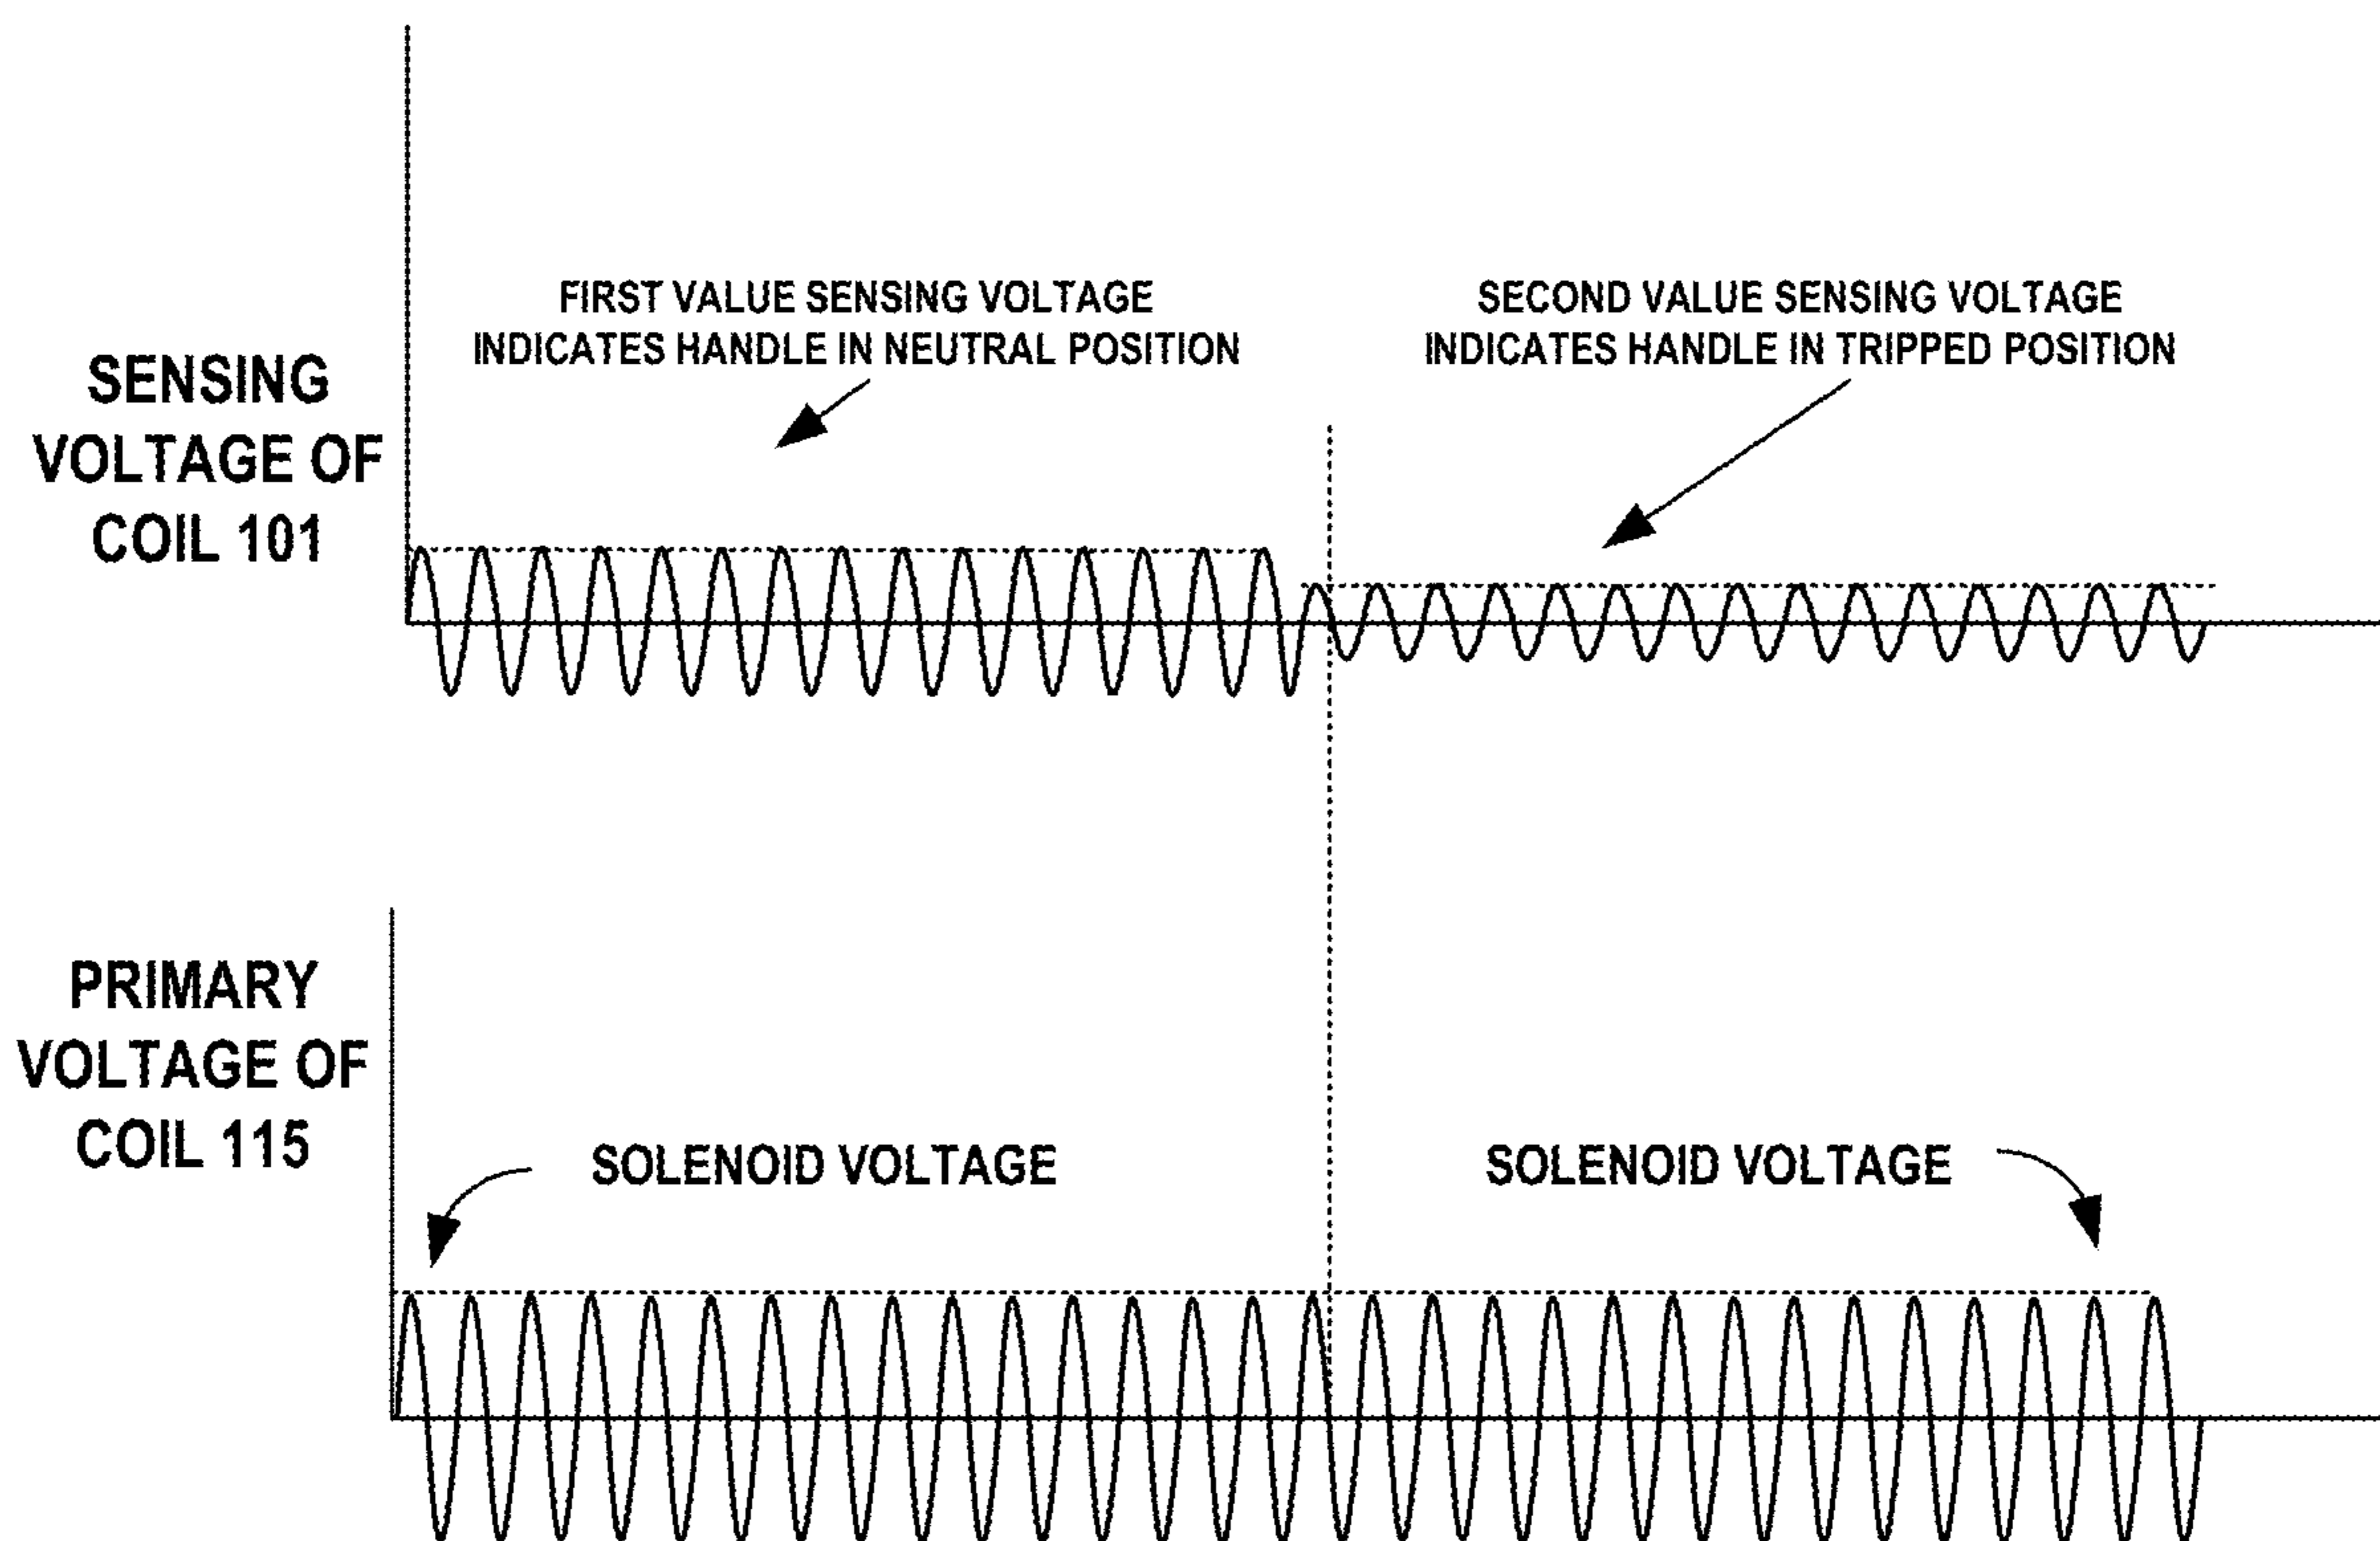 FIRST VALUE SENSING VOLTAGE
INDICATES HANDLE IN NEUTRAL POSITION
SECOND VALUE SENSING VOLTAGE
INDICATES HANDLE IN TRIPPED POSITION
SENSING
VOLTAGE OF
COIL 101
PRIMARY
VOLTAGE OF
COIL 115
SOLENOID VOLTAGE
SOLENOID VOLTAGE